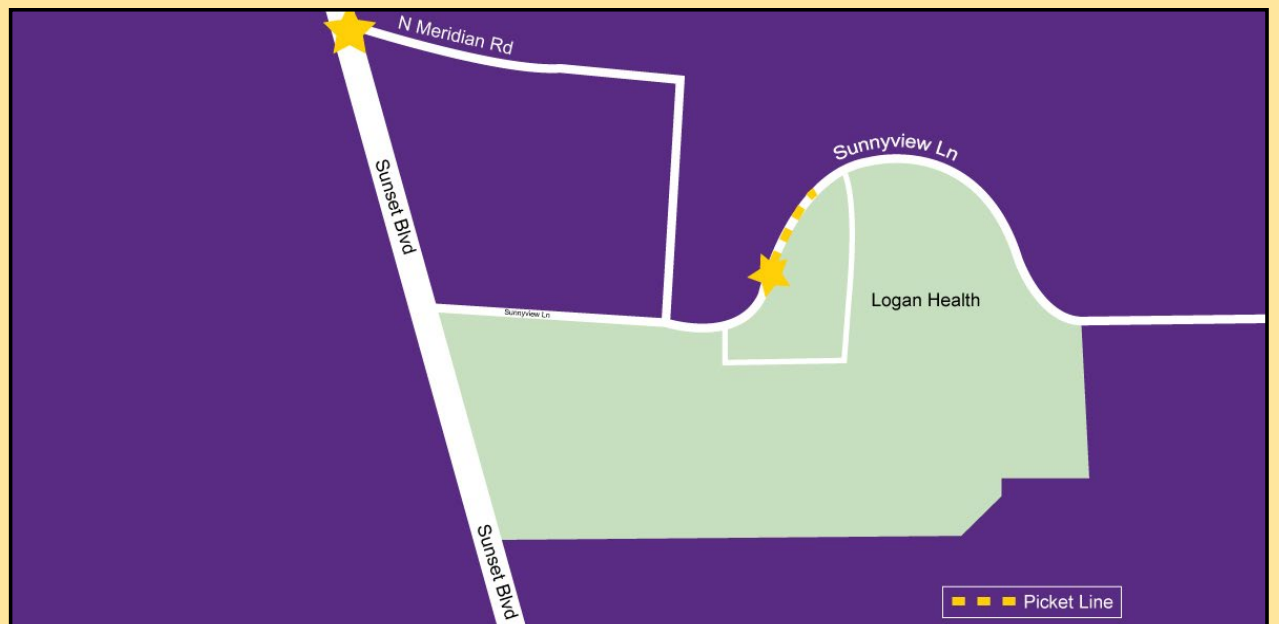 N Meridian Rd
Sunnyview Ln
Sunset Blvd
Logan Health
Sunnyview Ln
Sunset Blvd
Picket Line